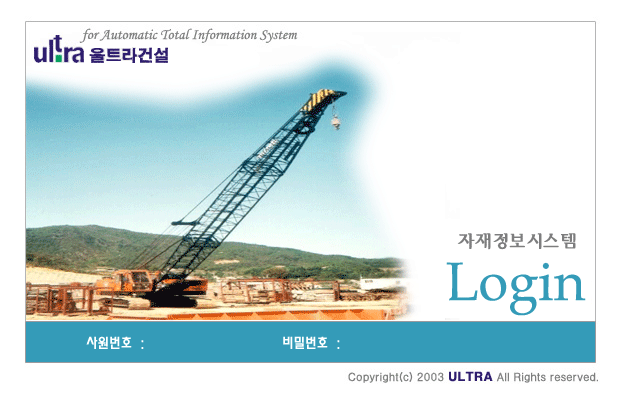 for Automatic Total Information System
ultra 울트라건설
자재정보시스템
Login
사원번호 : 비밀번호 :
Copyright(c) 2003 ULTRA All Rights reserved.